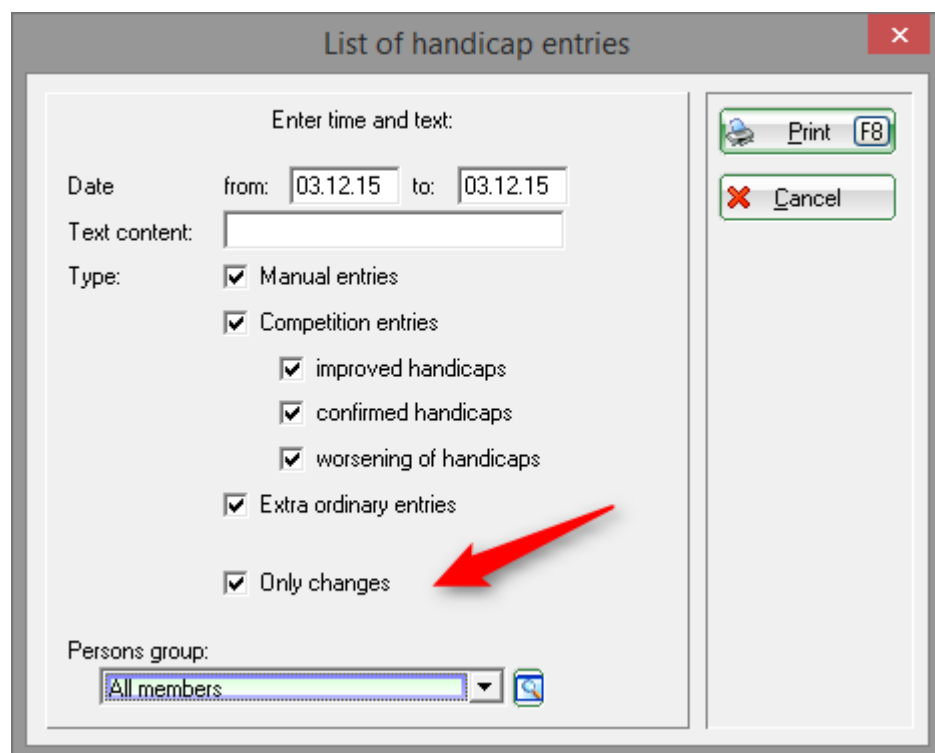 List of handicap entries
Enter time and text:
Date from: 03.12.15 to: 03.12.15
Text content:
Type: Manual entries
Competition entries
improved handicaps
confirmed handicaps
worsening of handicaps
Extra ordinary entries
Only changes
Persons group:
All members
Print F8
Cancel